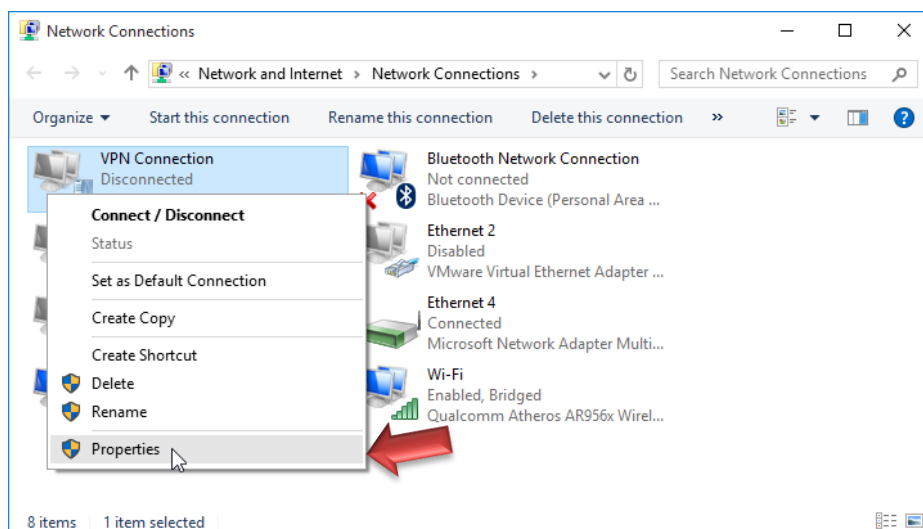 Network Connections
« Network and Internet > Network Connections >
Search Network Connections
Organize
Start this connection
Rename this connection
Delete this connection
»
VPN Connection
Disconnected
Connect / Disconnect
Status
Set as Default Connection
Create Copy
Create Shortcut
Delete
Rename
Properties
Bluetooth Network Connection
Not connected
Bluetooth Device (Personal Area ...
Ethernet 2
Disabled
VMware Virtual Ethernet Adapter ...
Ethernet 4
Connected
Microsoft Network Adapter Multi...
Wi-Fi
Enabled, Bridged
Qualcomm Atheros AR956x Wirel...
8 items
1 item selected